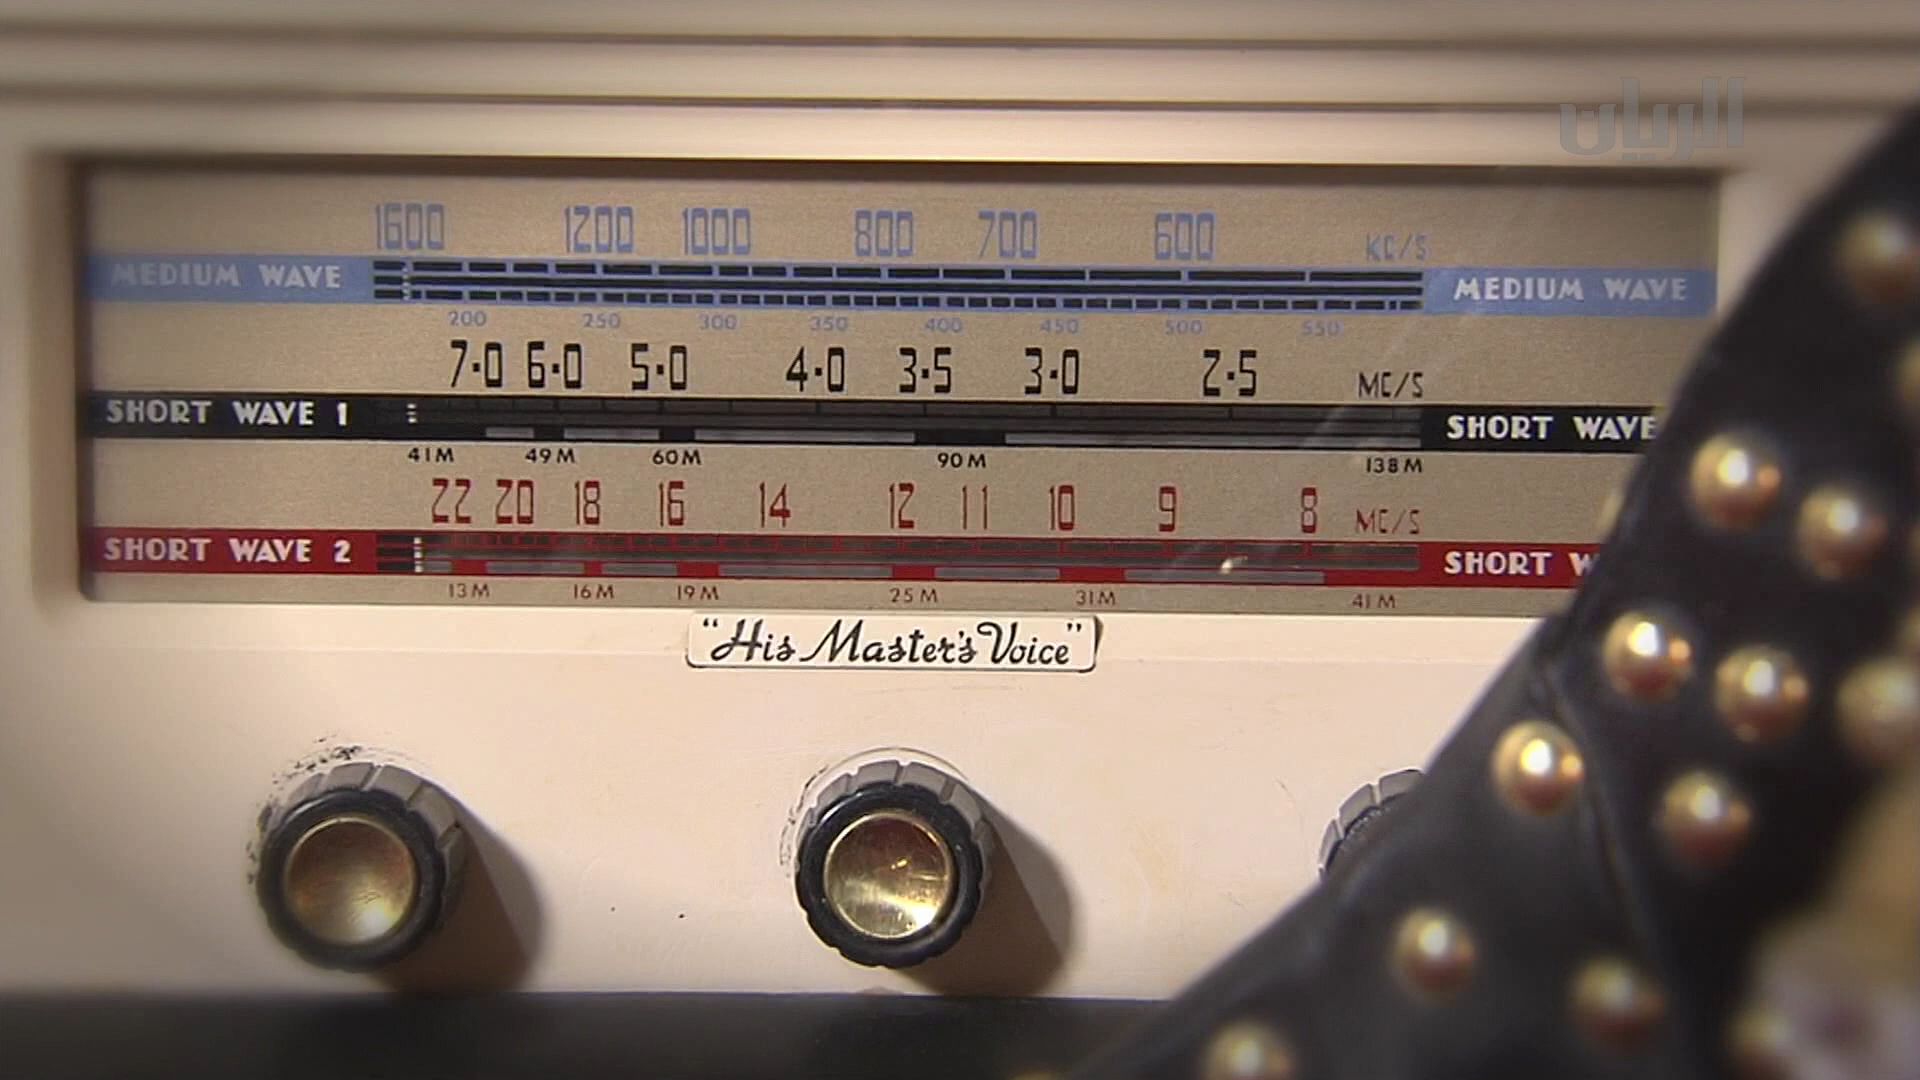 الريان
1600 1200 1000 800 700 600 KC/S
MEDIUM WAVE MEDIUM WAVE
200 250 300 350 400 450 500 550
7·0 6·0 5·0 4·0 3·5 3·0 2·5 MC/S
SHORT WAVE 1 SHORT WAVE
41M 49M 60M 90M 138M
22 20 18 16 14 12 11 10 9 8 MC/S
SHORT WAVE 2 SHORT W
13M 16M 19M 25M 31M 41M
"His Master's Voice"